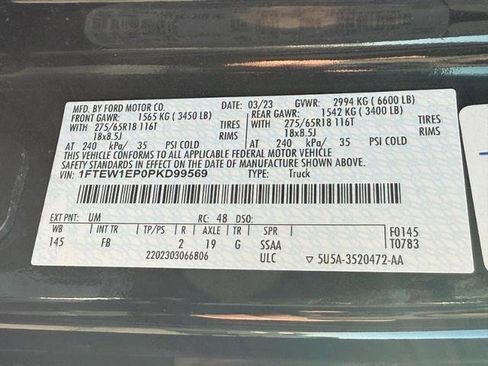 MFD. BY FORD MOTOR CO.
03/23 GVWR: 2994 KG ( 6600 LB)
FRONT GAWR: 1565 KG ( 3450 LB) REAR GAWR: 1542 KG ( 3400 LB)
WITH TIRES WITH TIRES
275/65R18 116T 275/65R18 116T
18x8.5J RIMS 18x8.5J RIMS
AT 240 kPa/ 35 PSI COLD AT 240 kPa/ 35 PSI COLD
THIS VEHICLE CONFORMS TO ALL APPLICABLE FEDERAL MOTOR VEHICLE
SAFETY STANDARDS IN EFFECT ON THE DATE OF MANUFACTURE SHOWN ABOVE.
VIN: 1FTEW1EP0PKD99569 TYPE: Truck
EXT PNT: UM RC: 48 DSO:
WB INT TR TP/PS R AXLE TR SPR F0145
145 FB 2 19 G SSAA T0783
2202303066806 ULC 5U5A-3520472-AA